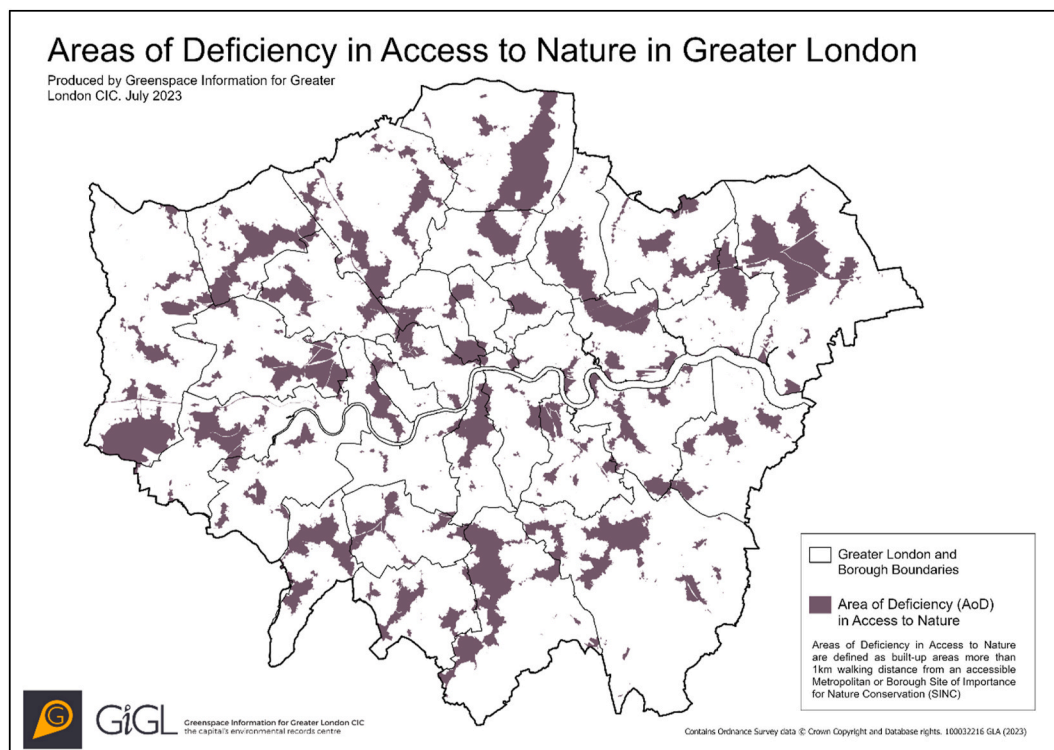 Areas of Deficiency in Access to Nature in Greater London
Produced by Greenspace Information for Greater
London CIC. July 2023
Greater London and
Borough Boundaries
Area of Deficiency (AoD)
in Access to Nature
Areas of Deficiency in Access to Nature
are defined as built-up areas more than
1km walking distance from an accessible
Metropolitan or Borough Site of Importance
for Nature Conservation (SINC)
G
GiGL
Greenspace Information for Greater London CIC
the capital's environmental records centre
Contains Ordnance Survey data © Crown Copyright and Database rights. 100032216 GLA (2023)